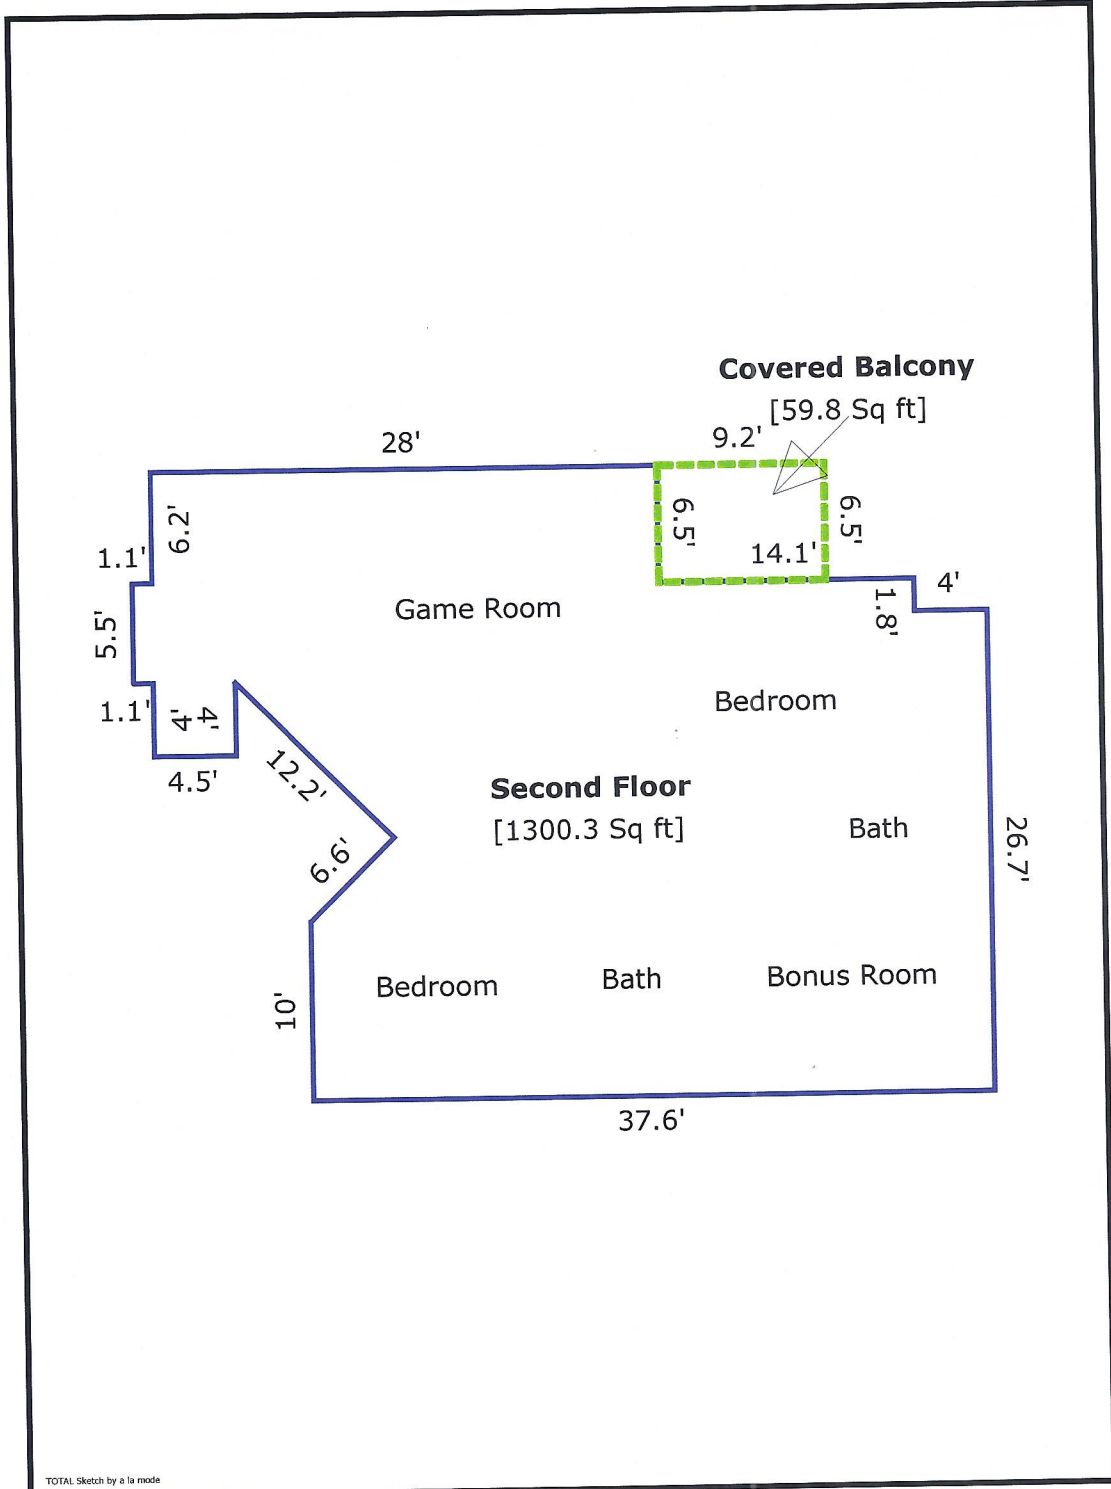 Covered Balcony
[59.8 Sq ft]
28'
9.2'
6.2'
6.5'
6.5'
14.1'
1.1'
4'
1.8'
5.5'
Game Room
1.1'
4'
4'
Bedroom
4.5'
12.2'
Second Floor
[1300.3 Sq ft]
Bath
26.7'
6.6'
Bedroom
Bath
Bonus Room
10'
37.6'
TOTAL Sketch by a la mode